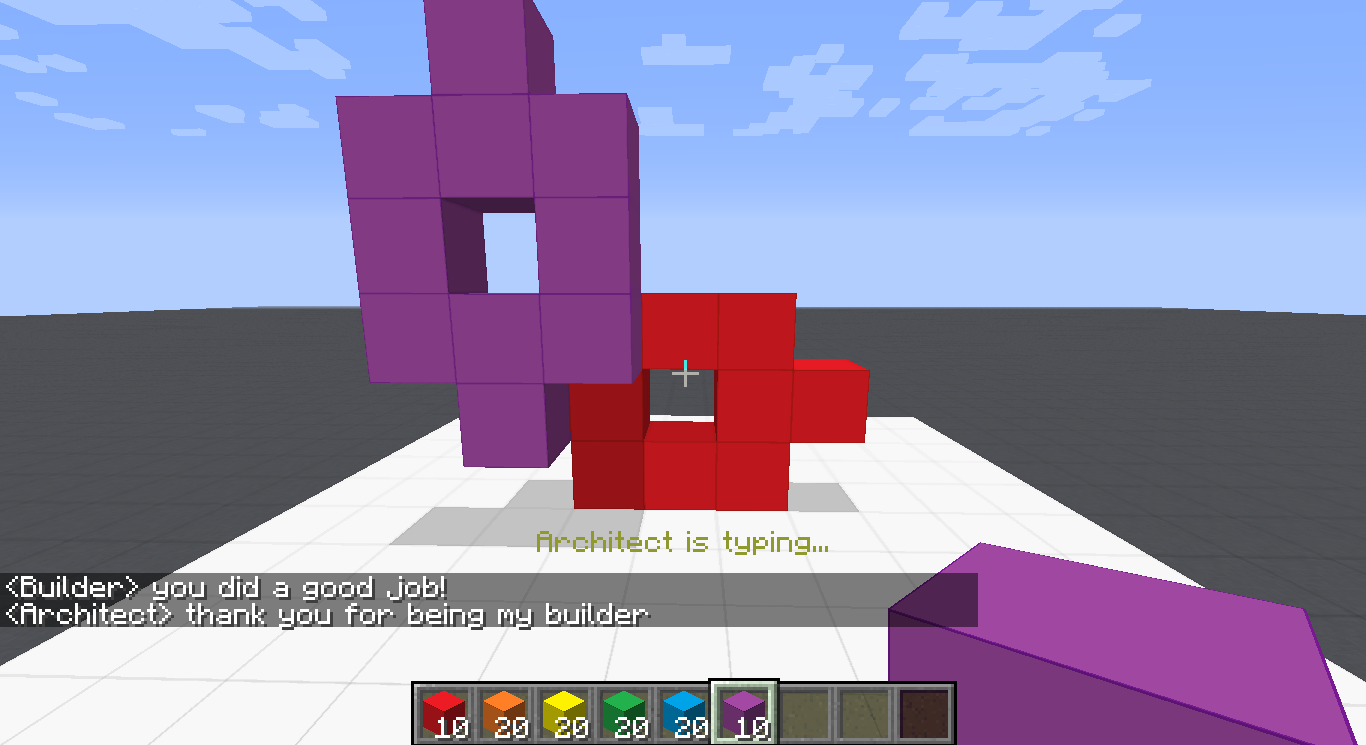 Architect is typing...
<Builder> you did a good job!
<Architect> thank you for being my builder
10 20 20 20 20 10